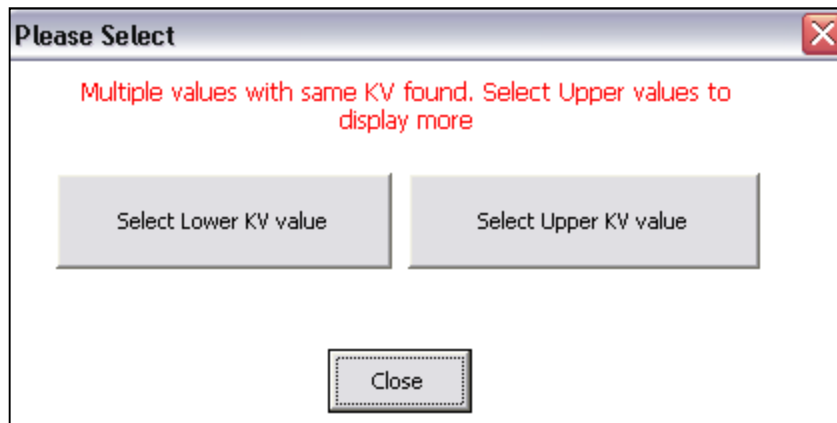 Please Select
Multiple values with same KV found. Select Upper values to
display more
Select Lower KV value
Select Upper KV value
Close